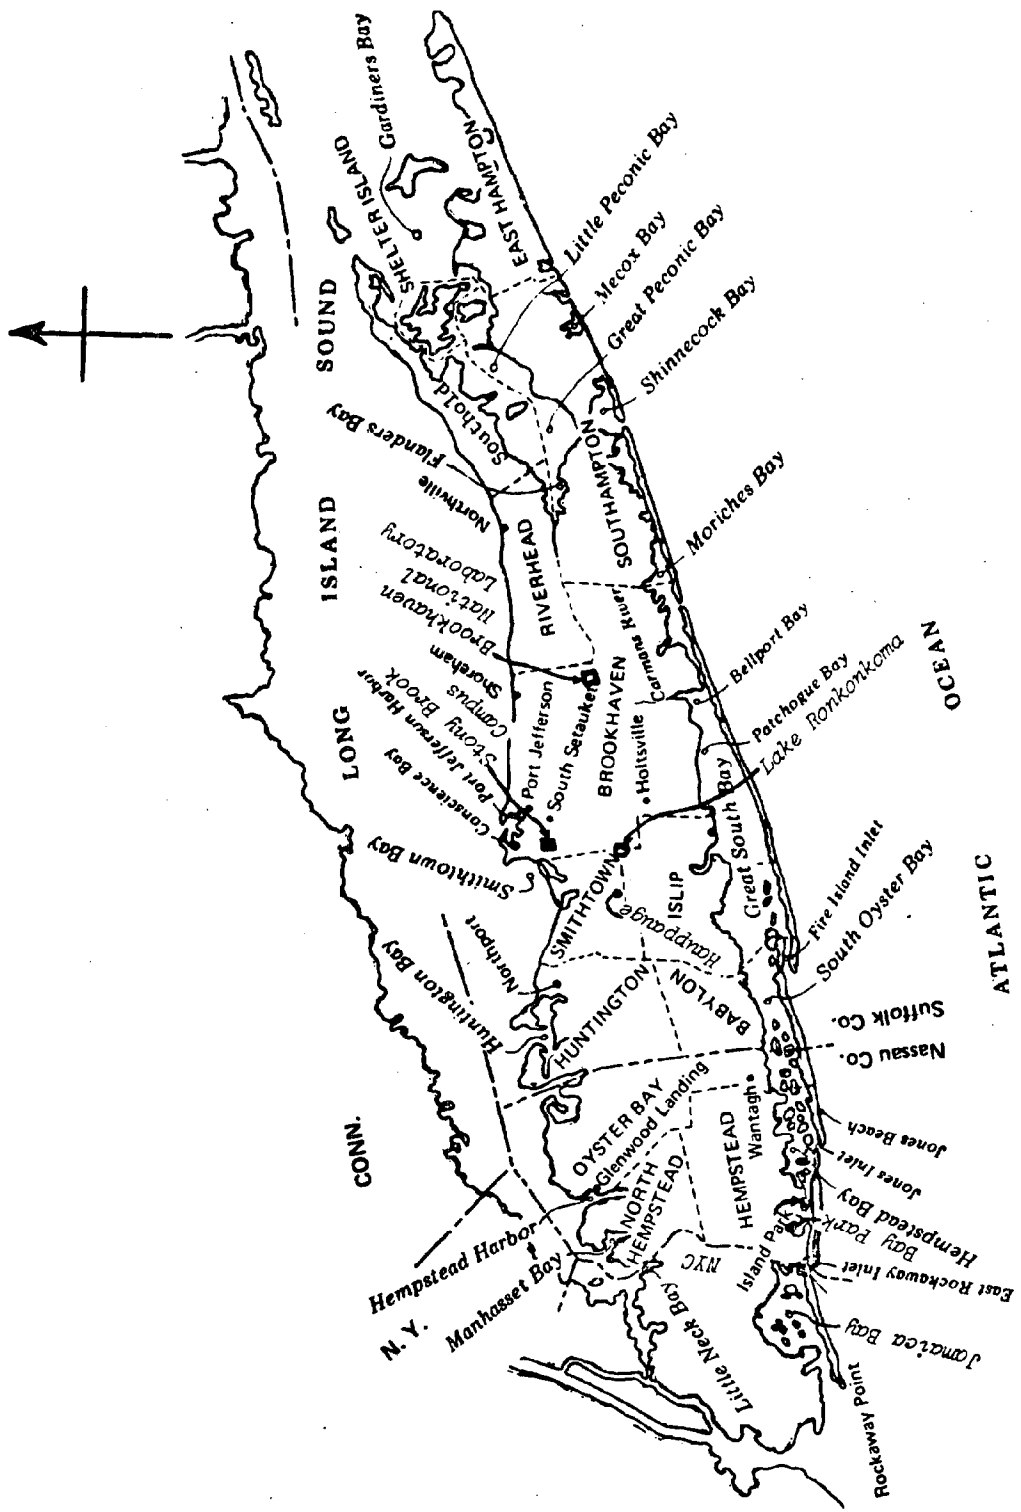 CONN.
N. Y.
LONG
ISLAND
SOUND
ATLANTIC
OCEAN
Hempstead Harbor
Manhasset Bay
Little Neck Bay
NYC
NORTH
HEMPSTEAD
Glenwood Landing
OYSTER BAY
HEMPSTEAD
Wantagh
Island Park
Rockaway Point
Jamaica Bay
East Rockaway Inlet
Bay Park
Hempstead Bay
Jones Inlet
Jones Beach
Nassau Co.
Suffolk Co.
Huntington Bay
Northport
HUNTINGTON
BABYLON
South Oyster Bay
Fire Island Inlet
Great South Bay
Smithtown Bay
SMITHTOWN
Hauppauge
ISLIP
Conscience Bay
Port Jefferson Harbor
Stony Brook
Campus
Shoreham
Brookhaven
National
Laboratory
Port Jefferson
South Setauket
BROOKHAVEN
Holtsville
Lake Ronkonkoma
Patchogue Bay
Bellport Bay
Carmans River
Moriches Bay
Northville
RIVERHEAD
Flanders Bay
Southold
SOUTHAMPTON
Shinnecock Bay
Great Peconic Bay
Mecox Bay
Little Peconic Bay
SHELTER ISLAND
Gardiners Bay
EAST HAMPTON